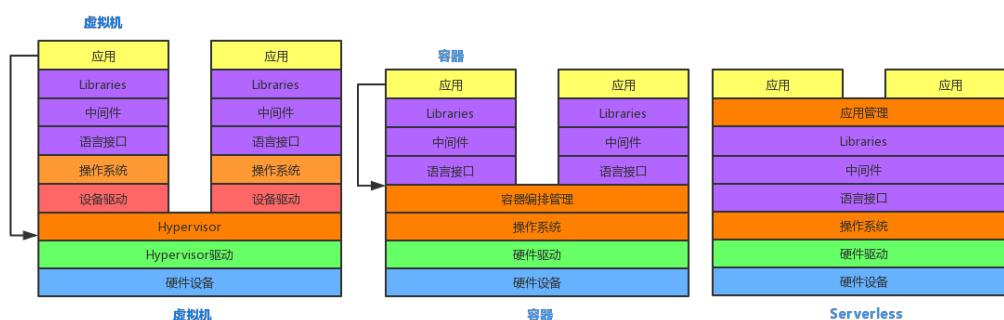 虚拟机
应用
应用
Libraries
Libraries
中间件
中间件
语言接口
语言接口
操作系统
操作系统
设备驱动
设备驱动
Hypervisor
Hypervisor驱动
硬件设备
虚拟机
容器
应用
应用
Libraries
Libraries
中间件
中间件
语言接口
语言接口
容器编排管理
操作系统
硬件驱动
硬件设备
容器
应用
应用
应用管理
Libraries
中间件
语言接口
操作系统
硬件驱动
硬件设备
Serverless